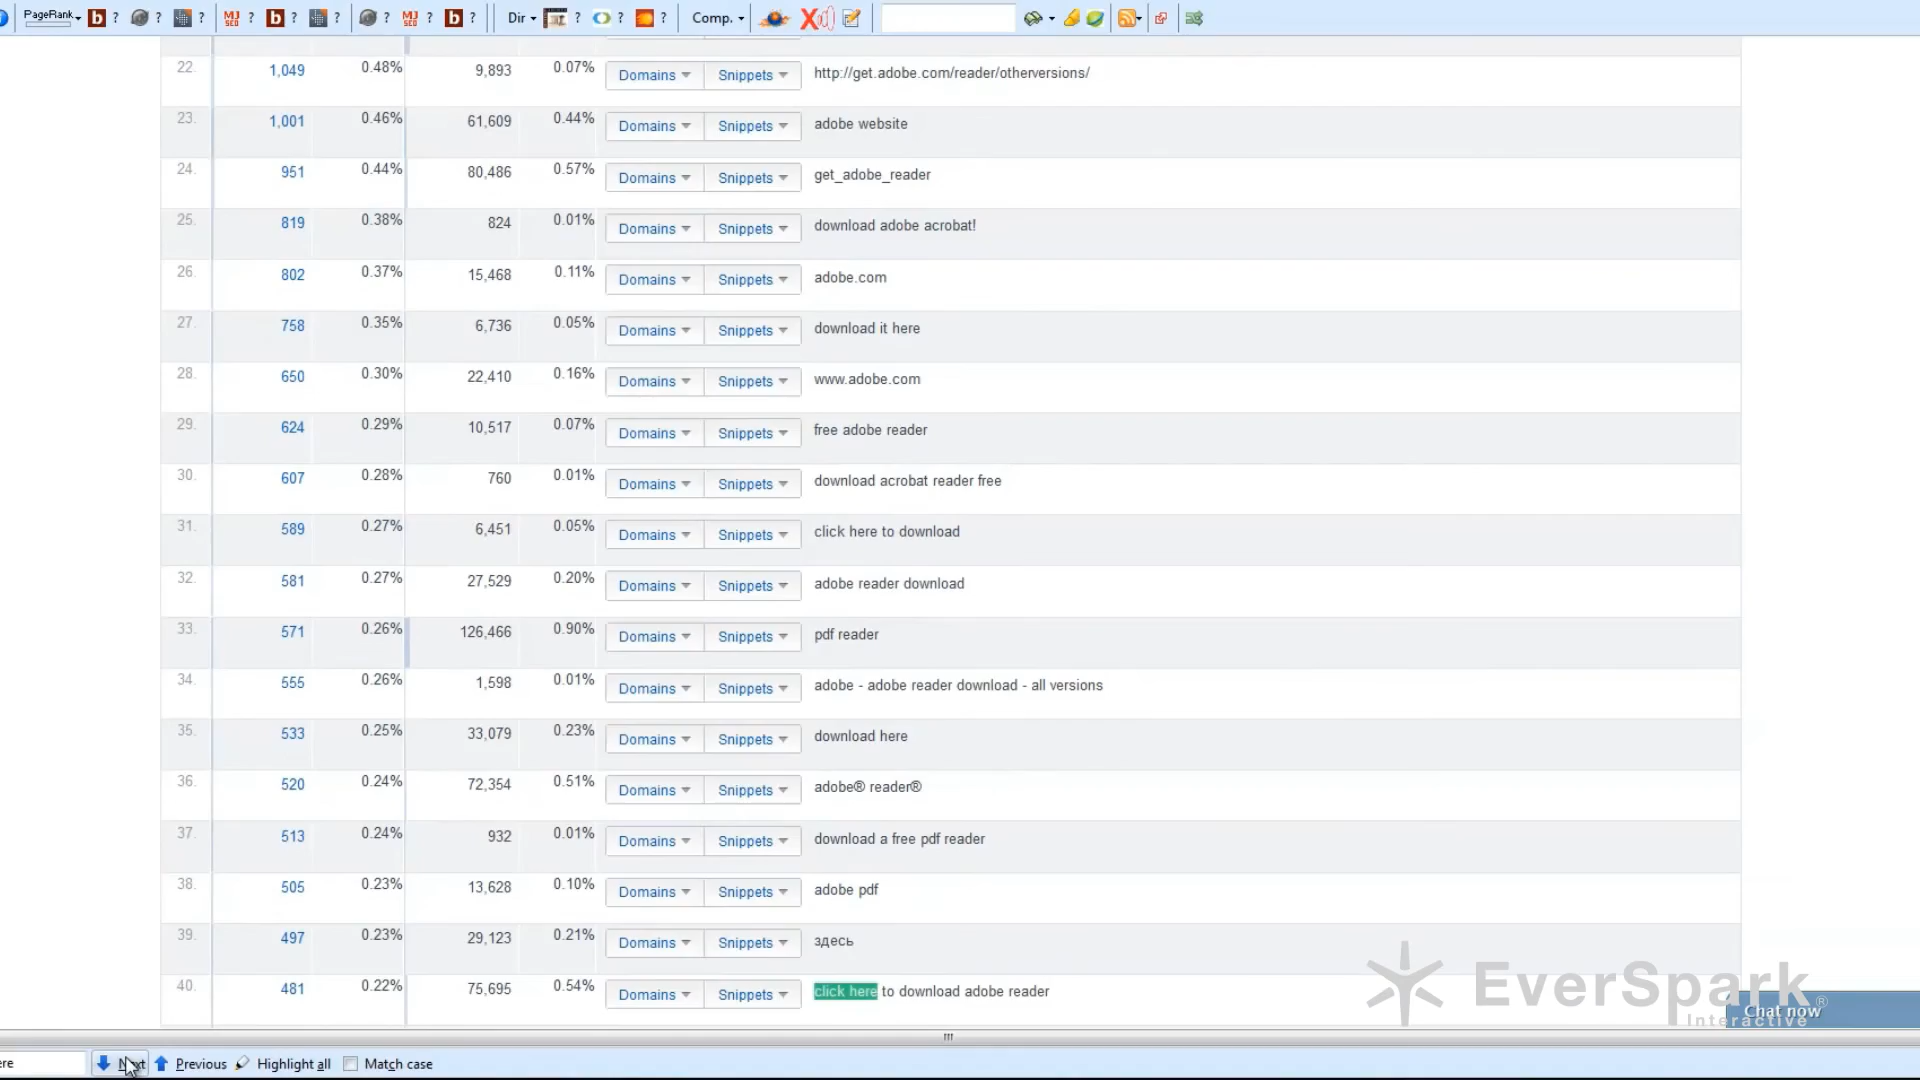 PageRank ? ? ? ? ? ? ? ? ? Dir ? ? ? Comp.
22. 1,049 0.48% 9,893 0.07% Domains Snippets http://get.adobe.com/reader/otherversions/
23. 1,001 0.46% 61,609 0.44% Domains Snippets adobe website
24. 951 0.44% 80,486 0.57% Domains Snippets get_adobe_reader
25. 819 0.38% 824 0.01% Domains Snippets download adobe acrobat!
26. 802 0.37% 15,468 0.11% Domains Snippets adobe.com
27. 758 0.35% 6,736 0.05% Domains Snippets download it here
28. 650 0.30% 22,410 0.16% Domains Snippets www.adobe.com
29. 624 0.29% 10,517 0.07% Domains Snippets free adobe reader
30. 607 0.28% 760 0.01% Domains Snippets download acrobat reader free
31. 589 0.27% 6,451 0.05% Domains Snippets click here to download
32. 581 0.27% 27,529 0.20% Domains Snippets adobe reader download
33. 571 0.26% 126,466 0.90% Domains Snippets pdf reader
34. 555 0.26% 1,598 0.01% Domains Snippets adobe - adobe reader download - all versions
35. 533 0.25% 33,079 0.23% Domains Snippets download here
36. 520 0.24% 72,354 0.51% Domains Snippets adobe® reader®
37. 513 0.24% 932 0.01% Domains Snippets download a free pdf reader
38. 505 0.23% 13,628 0.10% Domains Snippets adobe pdf
39. 497 0.23% 29,123 0.21% Domains Snippets здесь
40. 481 0.22% 75,695 0.54% Domains Snippets click here to download adobe reader
EverSpark®
Interactive
Chat now
ere Next Previous Highlight all Match case